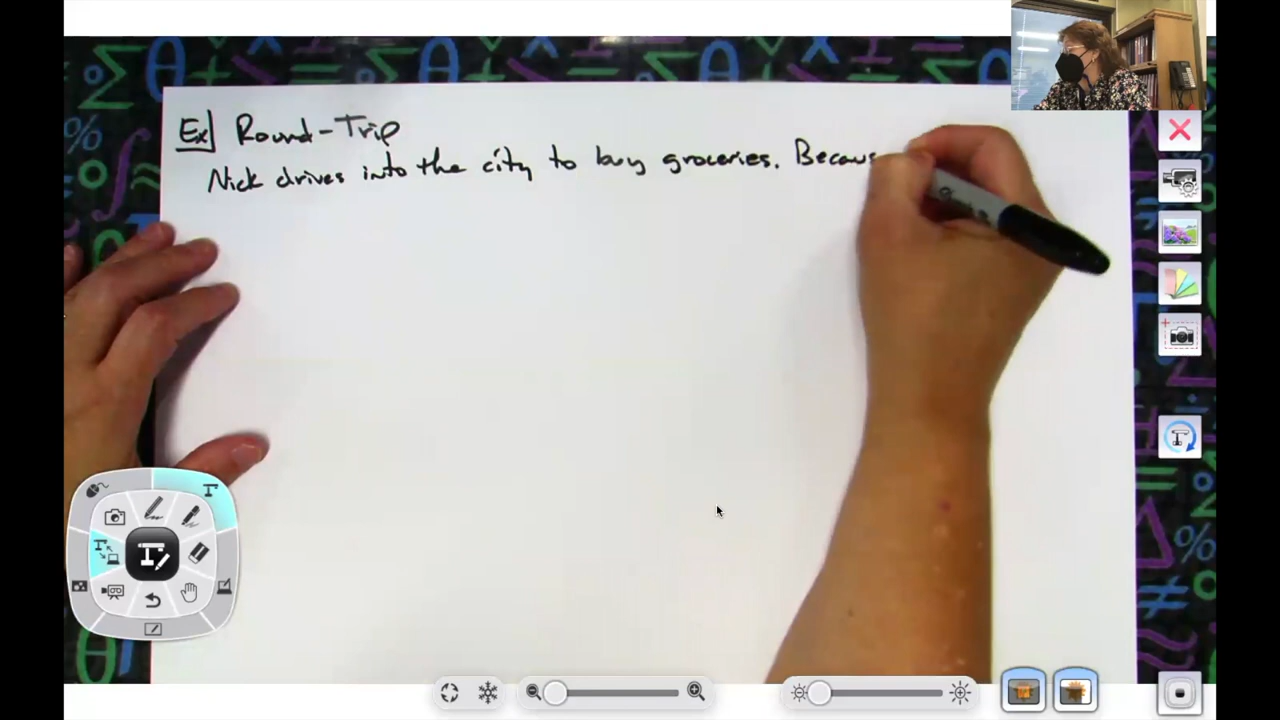 Ex Round-Trip
Nick drives into the city to buy groceries. Becaus